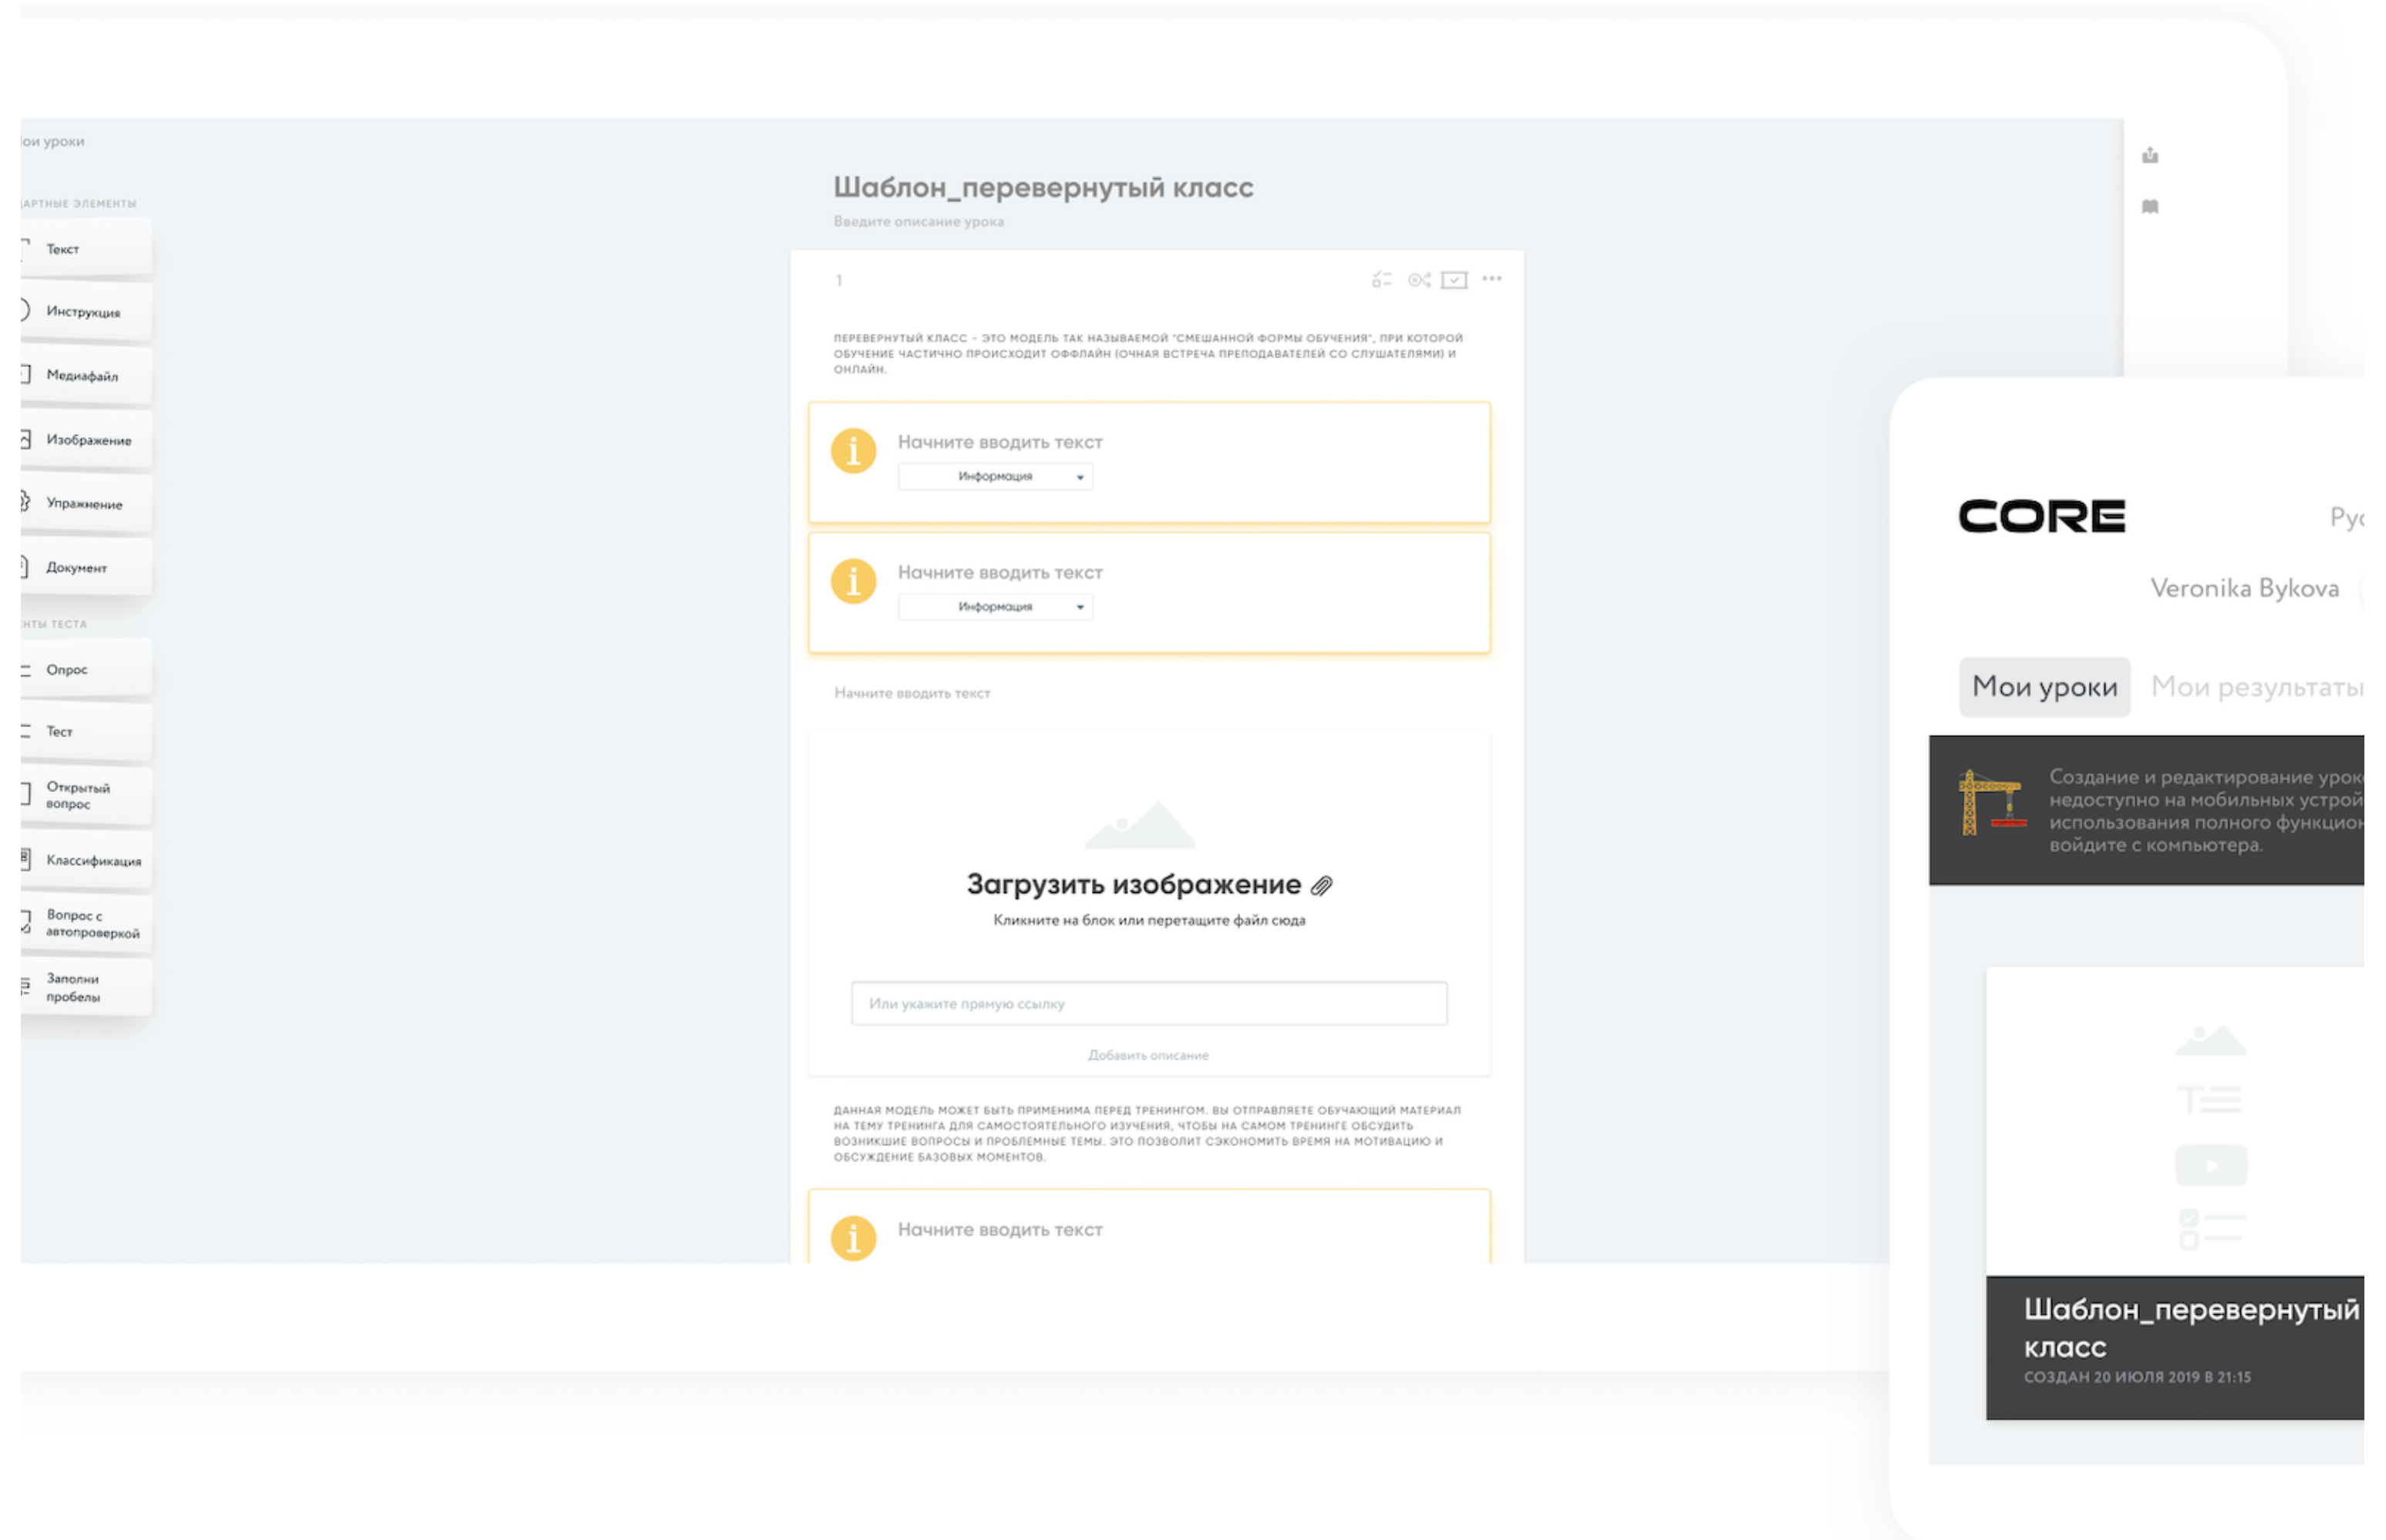 уроки
Шаблон_перевернутый класс
Введите описание урока
ЭЛЕМЕНТЫ
Текст
Инструкция
Медиафайл
Изображение
Упражнение
Документ
ТЕСТА
Опрос
Тест
Открытый
вопрос
Классификация
Вопрос с
автопроверкой
Заполни
пробелы
1
ПЕРЕВЕРНУТЫЙ КЛАСС - ЭТО МОДЕЛЬ ТАК НАЗЫВАЕМОЙ "СМЕШАННОЙ ФОРМЫ ОБУЧЕНИЯ", ПРИ КОТОРОЙ
ОБУЧЕНИЕ ЧАСТИЧНО ПРОИСХОДИТ ОФФЛАЙН (ОЧНАЯ ВСТРЕЧА ПРЕПОДАВАТЕЛЕЙ СО СЛУШАТЕЛЯМИ) И
ОНЛАЙН.
Начните вводить текст
Информация
Начните вводить текст
Информация
Начните вводить текст
Загрузить изображение
Кликните на блок или перетащите файл сюда
Или укажите прямую ссылку
Добавить описание
ДАННАЯ МОДЕЛЬ МОЖЕТ БЫТЬ ПРИМЕНИМА ПЕРЕД ТРЕНИНГОМ. ВЫ ОТПРАВЛЯЕТЕ ОБУЧАЮЩИЙ МАТЕРИАЛ
НА ТЕМУ ТРЕНИНГА ДЛЯ САМОСТОЯТЕЛЬНОГО ИЗУЧЕНИЯ, ЧТОБЫ НА САМОМ ТРЕНИНГЕ ОБСУДИТЬ
ВОЗНИКШИЕ ВОПРОСЫ И ПРОБЛЕМНЫЕ ТЕМЫ. ЭТО ПОЗВОЛИТ СЭКОНОМИТЬ ВРЕМЯ НА МОТИВАЦИЮ И
ОБСУЖДЕНИЕ БАЗОВЫХ МОМЕНТОВ.
Начните вводить текст
CORE
Рус
Veronika Bykova
Мои уроки
Мои результаты
Создание и редактирование урок
недоступно на мобильных устрой
использования полного функцион
войдите с компьютера.
Шаблон_перевернутый
класс
СОЗДАН 20 ИЮЛЯ 2019 В 21:15